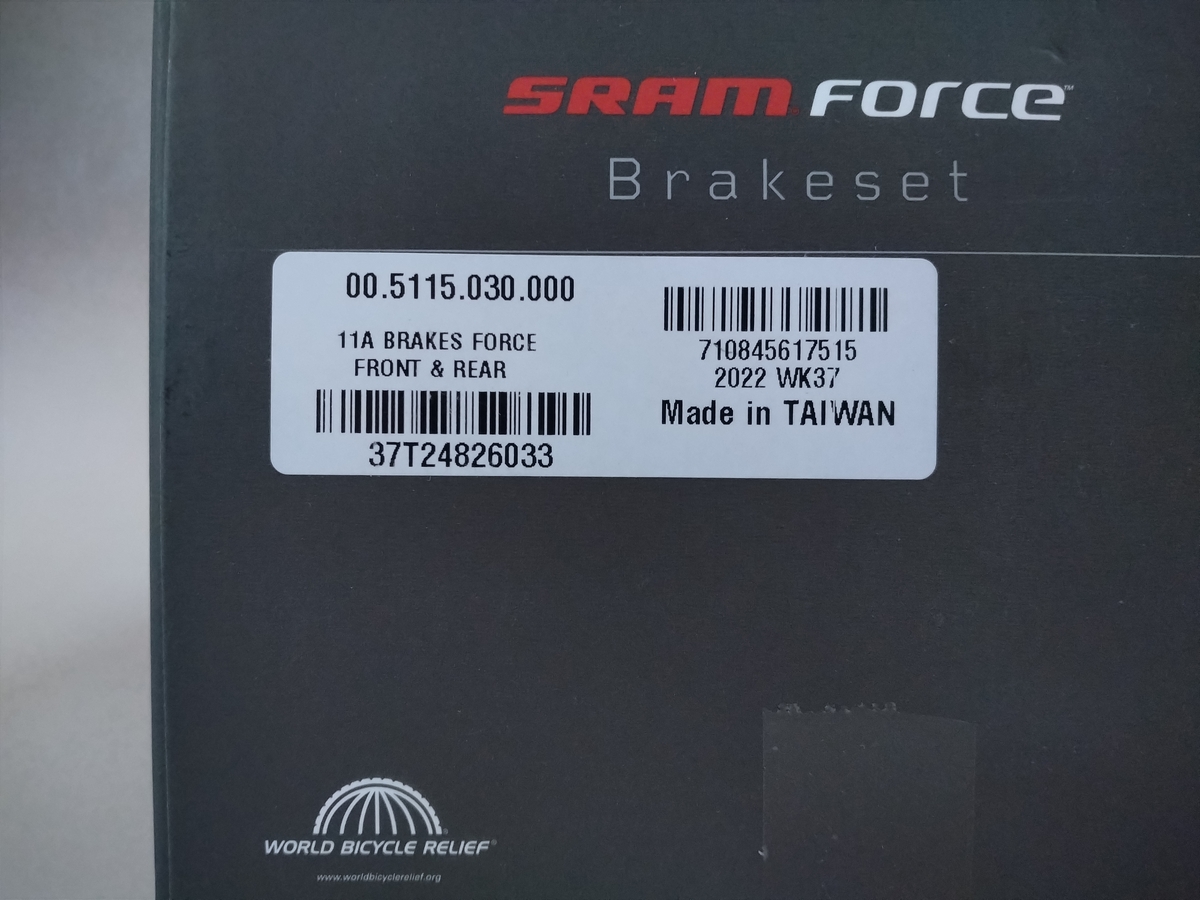 SRAM FORCE™
Brakeset
00.5115.030.000
11A BRAKES FORCE
FRONT & REAR
37T24826033
710845617515
2022 WK37
Made in TAIWAN
WORLD BICYCLE RELIEF®
www.worldbicyclerelief.org